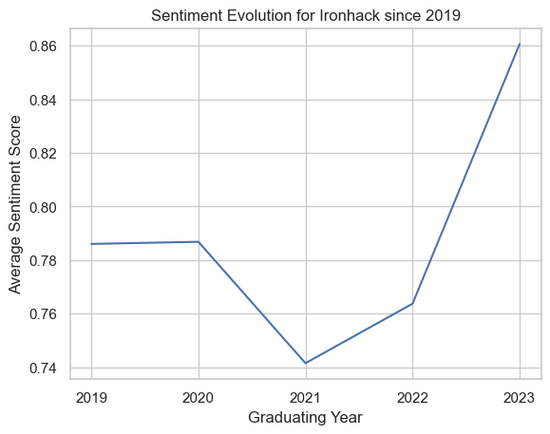 Sentiment Evolution for Ironhack since 2019
Average Sentiment Score
0.86
0.84
0.82
0.80
0.78
0.76
0.74
2019 2020 2021 2022 2023
Graduating Year